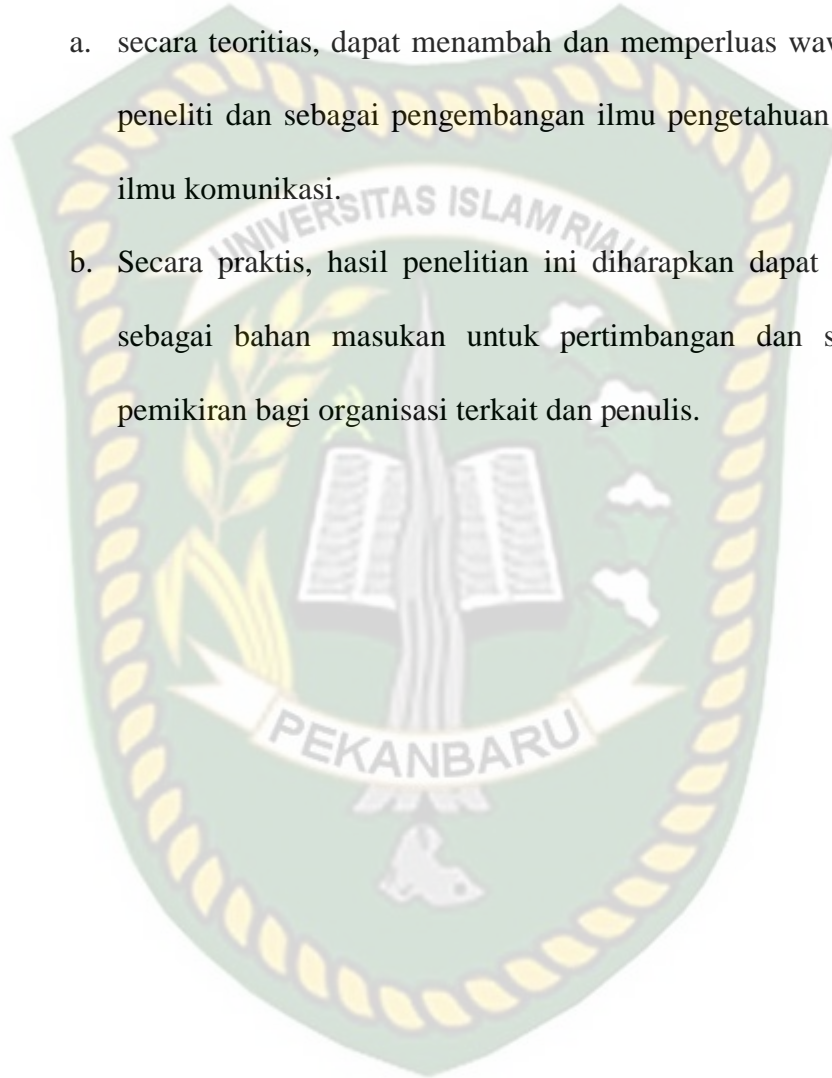 a. secara teoritias, dapat menambah dan memperluas
peneliti dan sebagai pengembangan ilmu pengetahuan
ilmu komunikasi.
UNIVERSITAS ISLAM RIAU
b. Secara praktis, hasil penelitian ini diharapkan dapat
sebagai bahan masukan untuk pertimbangan dan
pemikiran bagi organisasi terkait dan penulis.
PEKANBARU